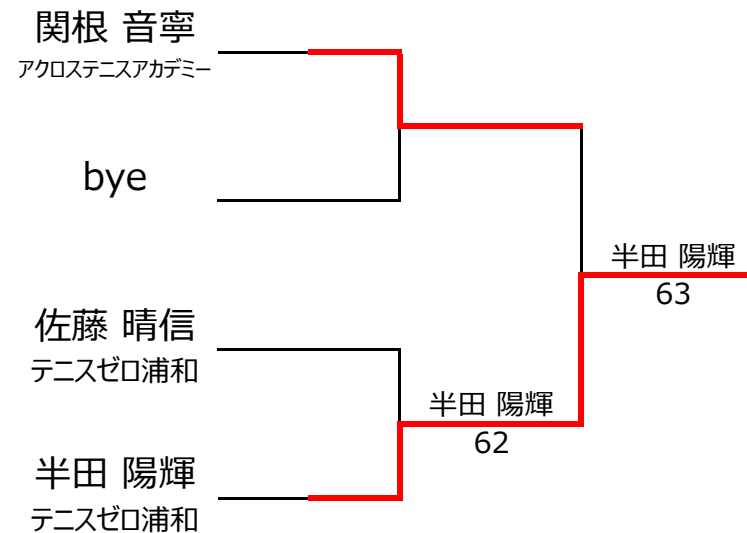 関根 音寧
アクロステニスアカデミー
bye
半田 陽輝
63
佐藤 晴信
テニスゼロ浦和
半田 陽輝
62
半田 陽輝
テニスゼロ浦和